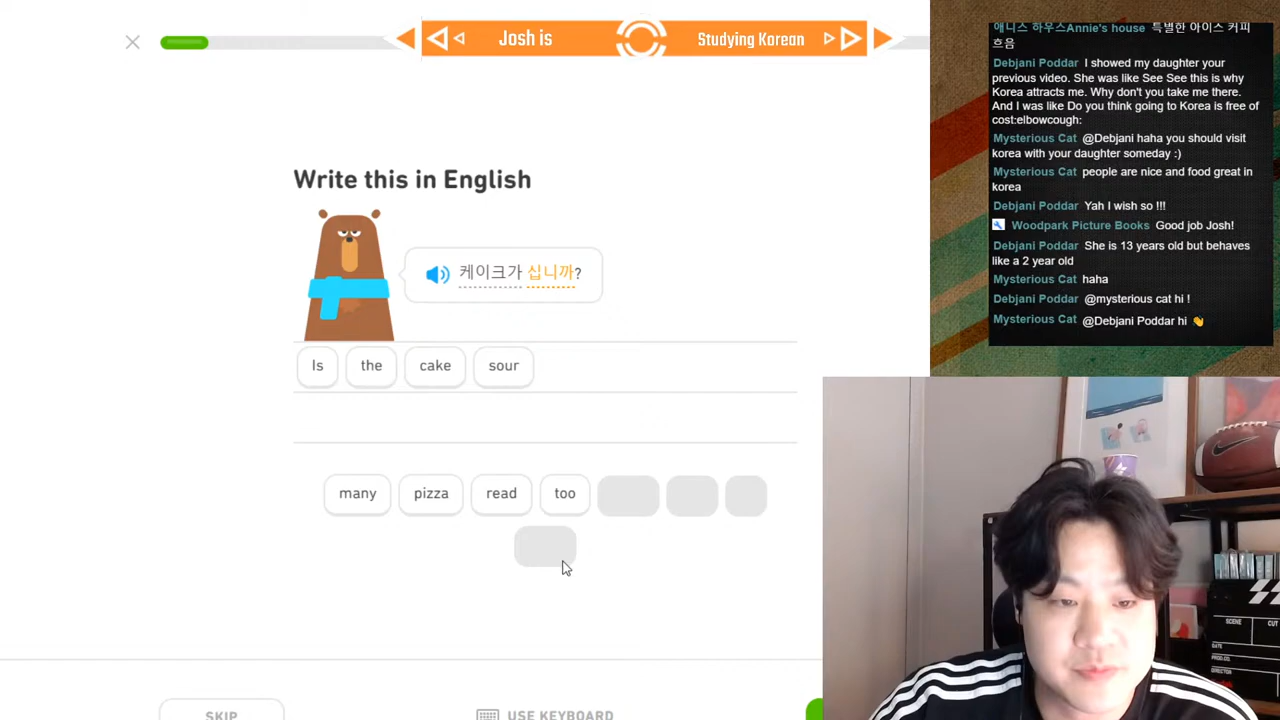 Josh is
Studying Korean
Write this in English
케이크가 십니까?
Is the cake sour
many pizza read too
SKIP
USE KEYBOARD
애니스 하우스Annie's house 특별한 아이스 커피
흐음
Debjani Poddar I showed my daughter your
previous video. She was like See See this is why
Korea attracts me. Why don't you take me there.
And I was like Do you think going to Korea is free of
cost:elbowcough:
Mysterious Cat @Debjani haha you should visit
korea with your daughter someday :)
Mysterious Cat people are nice and food great in
korea
Debjani Poddar Yah I wish so !!!
Woodpark Picture Books Good job Josh!
Debjani Poddar She is 13 years old but behaves
like a 2 year old
Mysterious Cat haha
Debjani Poddar @mysterious cat hi !
Mysterious Cat @Debjani Poddar hi 👋
SCENE
CUT
DATE